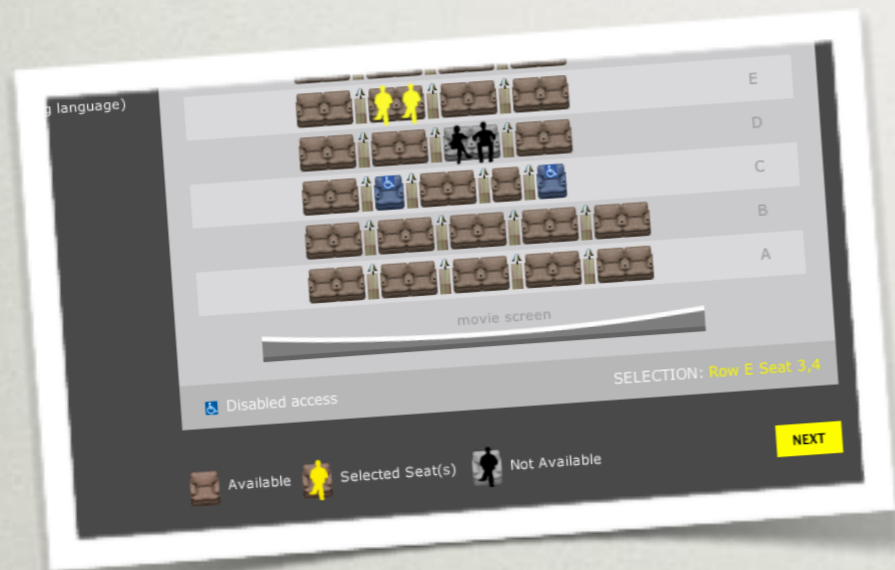 g language)
E
D
C
B
A
movie screen
SELECTION: Row E Seat 3,4
Disabled access
NEXT
Available
Selected Seat(s)
Not Available